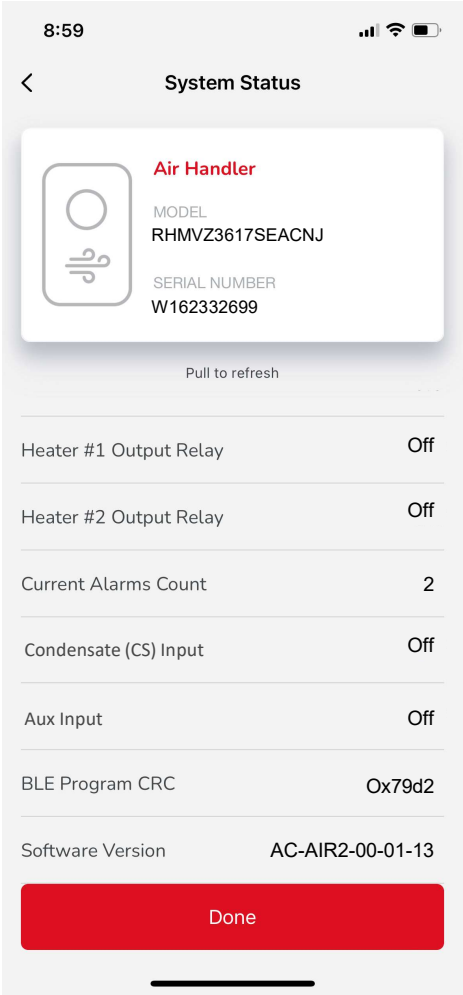 8:59
System Status
Air Handler
MODEL
RHMVZ3617SEACNJ
SERIAL NUMBER
W162332699
Pull to refresh
Heater #1 Output Relay Off
Heater #2 Output Relay Off
Current Alarms Count 2
Condensate (CS) Input Off
Aux Input Off
BLE Program CRC Ox79d2
Software Version AC-AIR2-00-01-13
Done